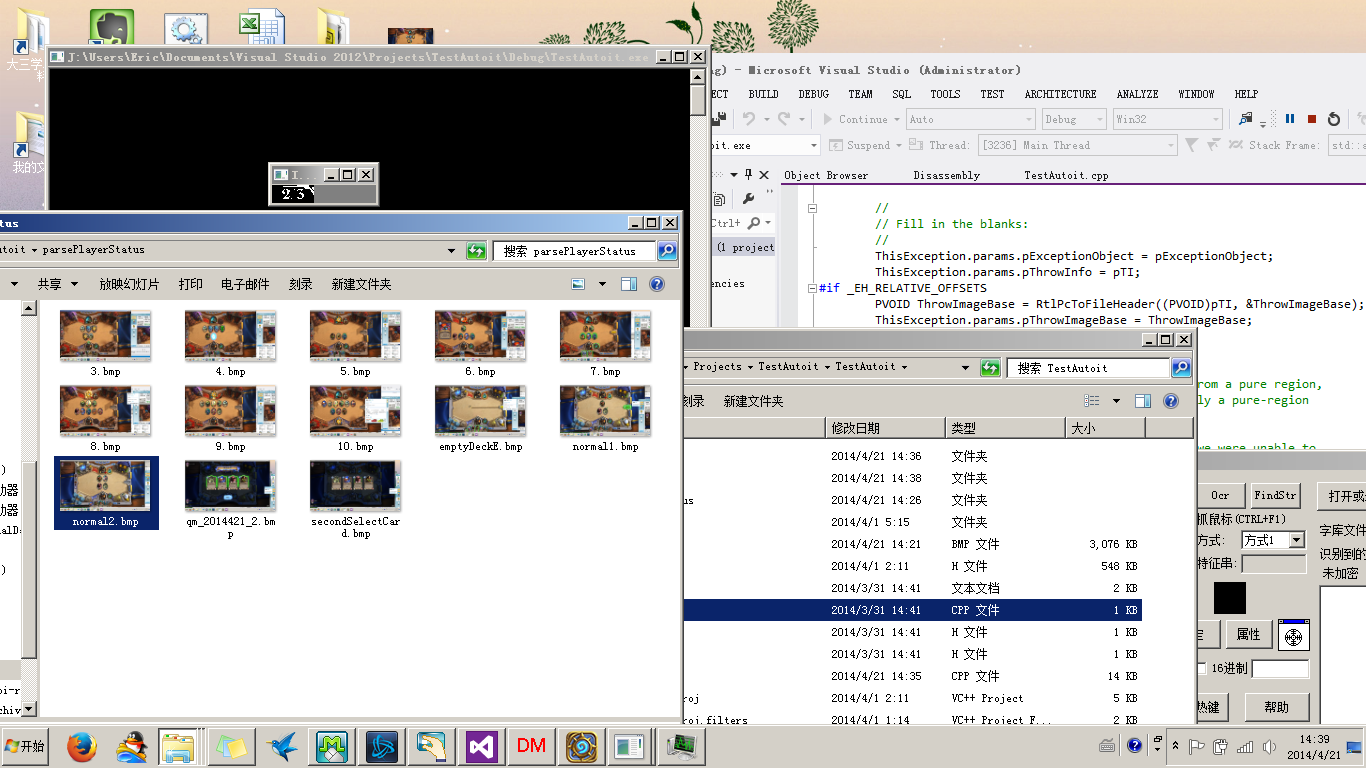 大三学
我的文
J:\Users\Eric\Documents\Visual Studio 2012\Projects\TestAutoit\Debug\TestAutoit.exe
I...
2.3
ng) - Microsoft Visual Studio (Administrator)
ECT BUILD DEBUG TEAM SQL TOOLS TEST ARCHITECTURE ANALYZE WINDOW HELP
Continue Auto Debug Win32
oit.exe Suspend Thread: [3236] Main Thread Stack Frame: std::a
Object Browser Disassembly TestAutoit.cpp
Ctrl+
(1 project
encies
//
// Fill in the blanks:
//
ThisException.params.pExceptionObject = pExceptionObject;
ThisException.params.pThrowInfo = pTI;
#if _EH_RELATIVE_OFFSETS
PVOID ThrowImageBase = RtlPcToFileHeader((PVOID)pTI, &ThrowImageBase);
ThisException.params.pThrowImageBase = ThrowImageBase;
om a pure region,
ly a pure-region
we were unable to
tus
toit parsePlayerStatus 搜索 parsePlayerStatus
共享 放映幻灯片 打印 电子邮件 刻录 新建文件夹
3.bmp 4.bmp 5.bmp 6.bmp 7.bmp
8.bmp 9.bmp 10.bmp emptyDeckE.bmp normal1.bmp
normal2.bmp qm_2014421_2.bmp secondSelectCard.bmp
Projects TestAutoit TestAutoit 搜索 TestAutoit
刻录 新建文件夹
修改日期 类型 大小
2014/4/21 14:36 文件夹
2014/4/21 14:38 文件夹
us 2014/4/21 14:26 文件夹
2014/4/1 5:15 文件夹
2014/4/21 14:21 BMP 文件 3,076 KB
2014/4/1 2:11 H 文件 548 KB
2014/3/31 14:41 文本文档 2 KB
2014/3/31 14:41 CPP 文件 1 KB
2014/3/31 14:41 H 文件 1 KB
2014/3/31 14:41 H 文件 1 KB
2014/4/21 14:35 CPP 文件 14 KB
roj 2014/4/1 2:11 VC++ Project 5 KB
roj.filters 2014/4/1 1:14 VC++ Project F... 2 KB
Ocr FindStr 打开或
抓鼠标(CTRL+F1)
方式: 方式1 字库文件
特征串: 识别到的
未加密
定 属性
16进制
热键 帮助
开始 DM 14:39
2014/4/21